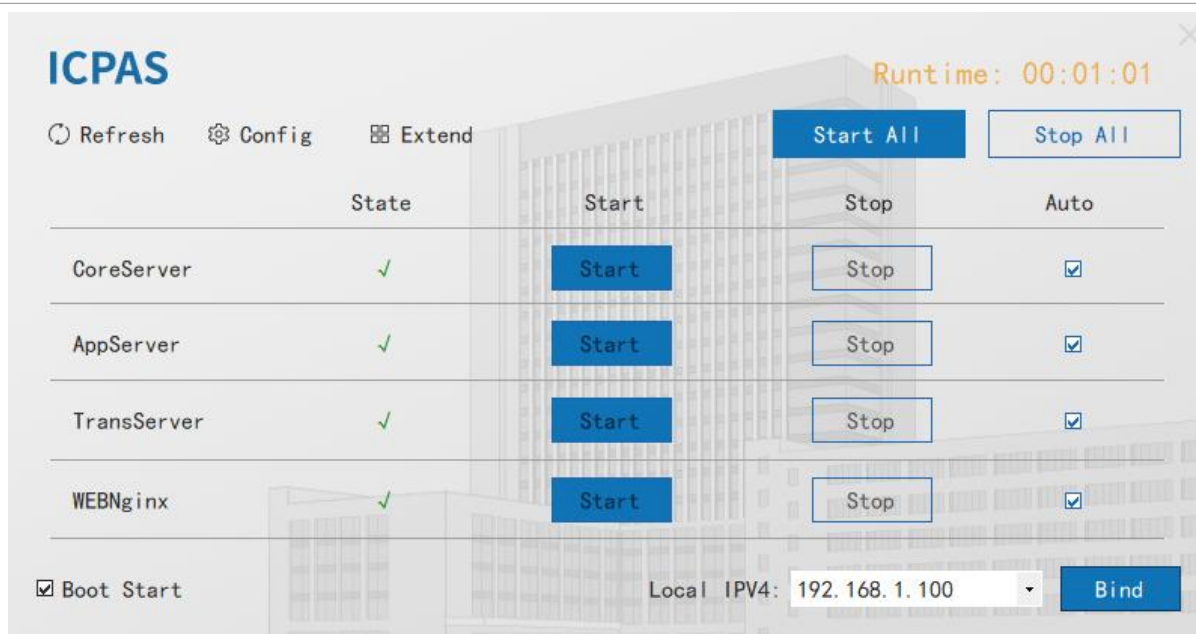 ICPAS
Runtime: 00:01:01
Refresh Config Extend Start All Stop All
State Start Stop Auto
CoreServer √ Start Stop
AppServer √ Start Stop
TransServer √ Start Stop
WEBNginx √ Start Stop
Boot Start Local IPV4: 192.168.1.100 Bind